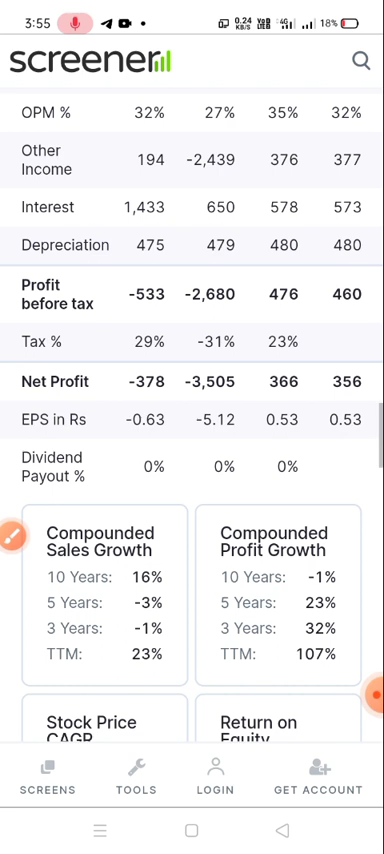 3:55 0.24 KB/S Vo) LTE 4G 18%
screener
OPM % 32% 27% 35% 32%
Other Income 194 -2,439 376 377
Interest 1,433 650 578 573
Depreciation 475 479 480 480
Profit before tax -533 -2,680 476 460
Tax % 29% -31% 23%
Net Profit -378 -3,505 366 356
EPS in Rs -0.63 -5.12 0.53 0.53
Dividend Payout % 0% 0% 0%
Compounded Sales Growth
10 Years: 16%
5 Years: -3%
3 Years: -1%
TTM: 23%
Compounded Profit Growth
10 Years: -1%
5 Years: 23%
3 Years: 32%
TTM: 107%
Stock Price CAGR
Return on Equity
SCREENS TOOLS LOGIN GET ACCOUNT